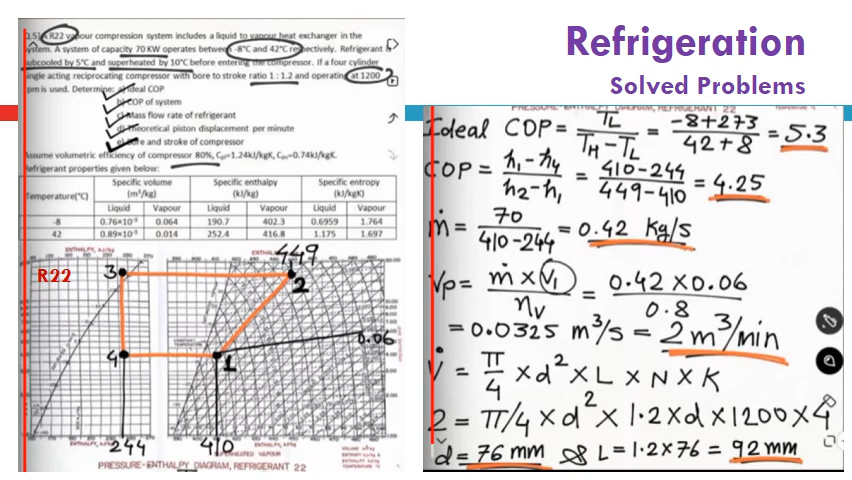 Refrigeration
Solved Problems
A R22 vapour compression system includes a liquid to vapour heat exchanger in the
system. A system of capacity 70 KW operates between -8°C and 42°C respectively. Refrigerant is
subcooled by 5°C and superheated by 10°C before entering the compressor. If a four cylinder
single acting reciprocating compressor with bore to stroke ratio 1 : 1.2 and operating at 1200
rpm is used. Determine: a) Ideal COP
b) COP of system
c) Mass flow rate of refrigerant
d) Theoretical piston displacement per minute
e) Bore and stroke of compressor
Assume volumetric efficiency of compressor 80%, Cpl=1.24kJ/kgK, Cpv=0.74kJ/kgK.
Refrigerant properties given below:
Temperature(°C) Specific volume (m³/kg) Specific enthalpy (kJ/kg) Specific entropy (kJ/kgK)
Liquid Vapour Liquid Vapour Liquid Vapour
-8 0.76×10⁻³ 0.064 190.7 402.3 0.6959 1.764
42 0.89×10⁻³ 0.014 252.4 416.8 1.175 1.697
R22
3
449
2
4
1
0.06
244
410
SUPERHEATED VAPOUR
PRESSURE-ENTHALPY DIAGRAM, REFRIGERANT 22
Ideal COP = TL / (TH - TL) = (-8+273) / (42+8) = 5.3
COP = (h1 - h4) / (h2 - h1) = (410-244) / (449-410) = 4.25
ṁ = 70 / (410-244) = 0.42 Kg/s
Vp = (ṁ × V1) / ηv = (0.42 × 0.06) / 0.8
= 0.0325 m³/s = 2 m³/min
V̇ = π/4 × d² × L × N × K
2 = π/4 × d² × 1.2 × d × 1200 × 4
d = 76 mm & L = 1.2 × 76 = 92 mm